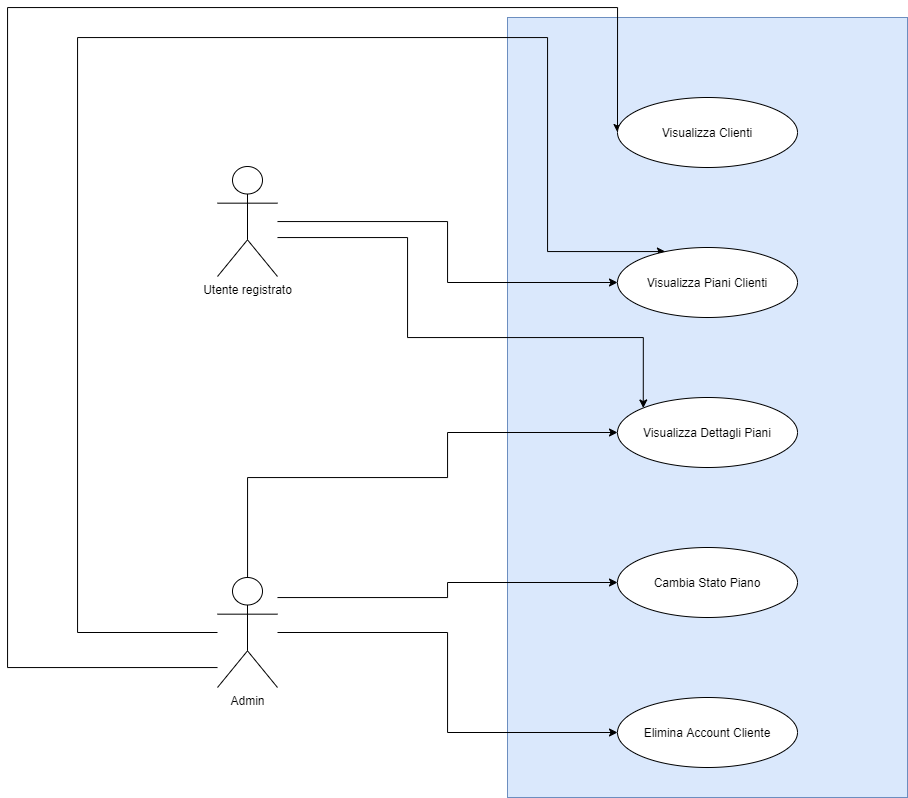 Visualizza Clienti
Utente registrato
Visualizza Piani Clienti
Visualizza Dettagli Piani
Cambia Stato Piano
Admin
Elimina Account Cliente